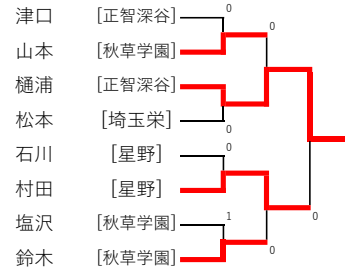 津口 [正智深谷] 0
0
山本 [秋草学園]
樋浦 [正智深谷]
松本 [埼玉栄] 0
石川 [星野] 0
村田 [星野]
0
塩沢 [秋草学園] 1
0
鈴木 [秋草学園]